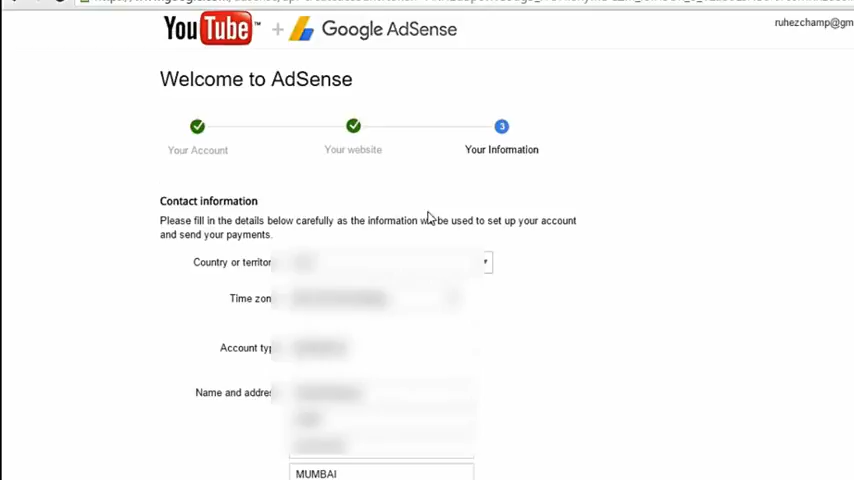 YouTube™ + Google AdSense
ruhezchamp@gm
Welcome to AdSense
3
Your Account
Your website
Your Information
Contact information
Please fill in the details below carefully as the information will be used to set up your account
and send your payments.
Country or territor
Time zon
Account typ
Name and addre
MUMBAI